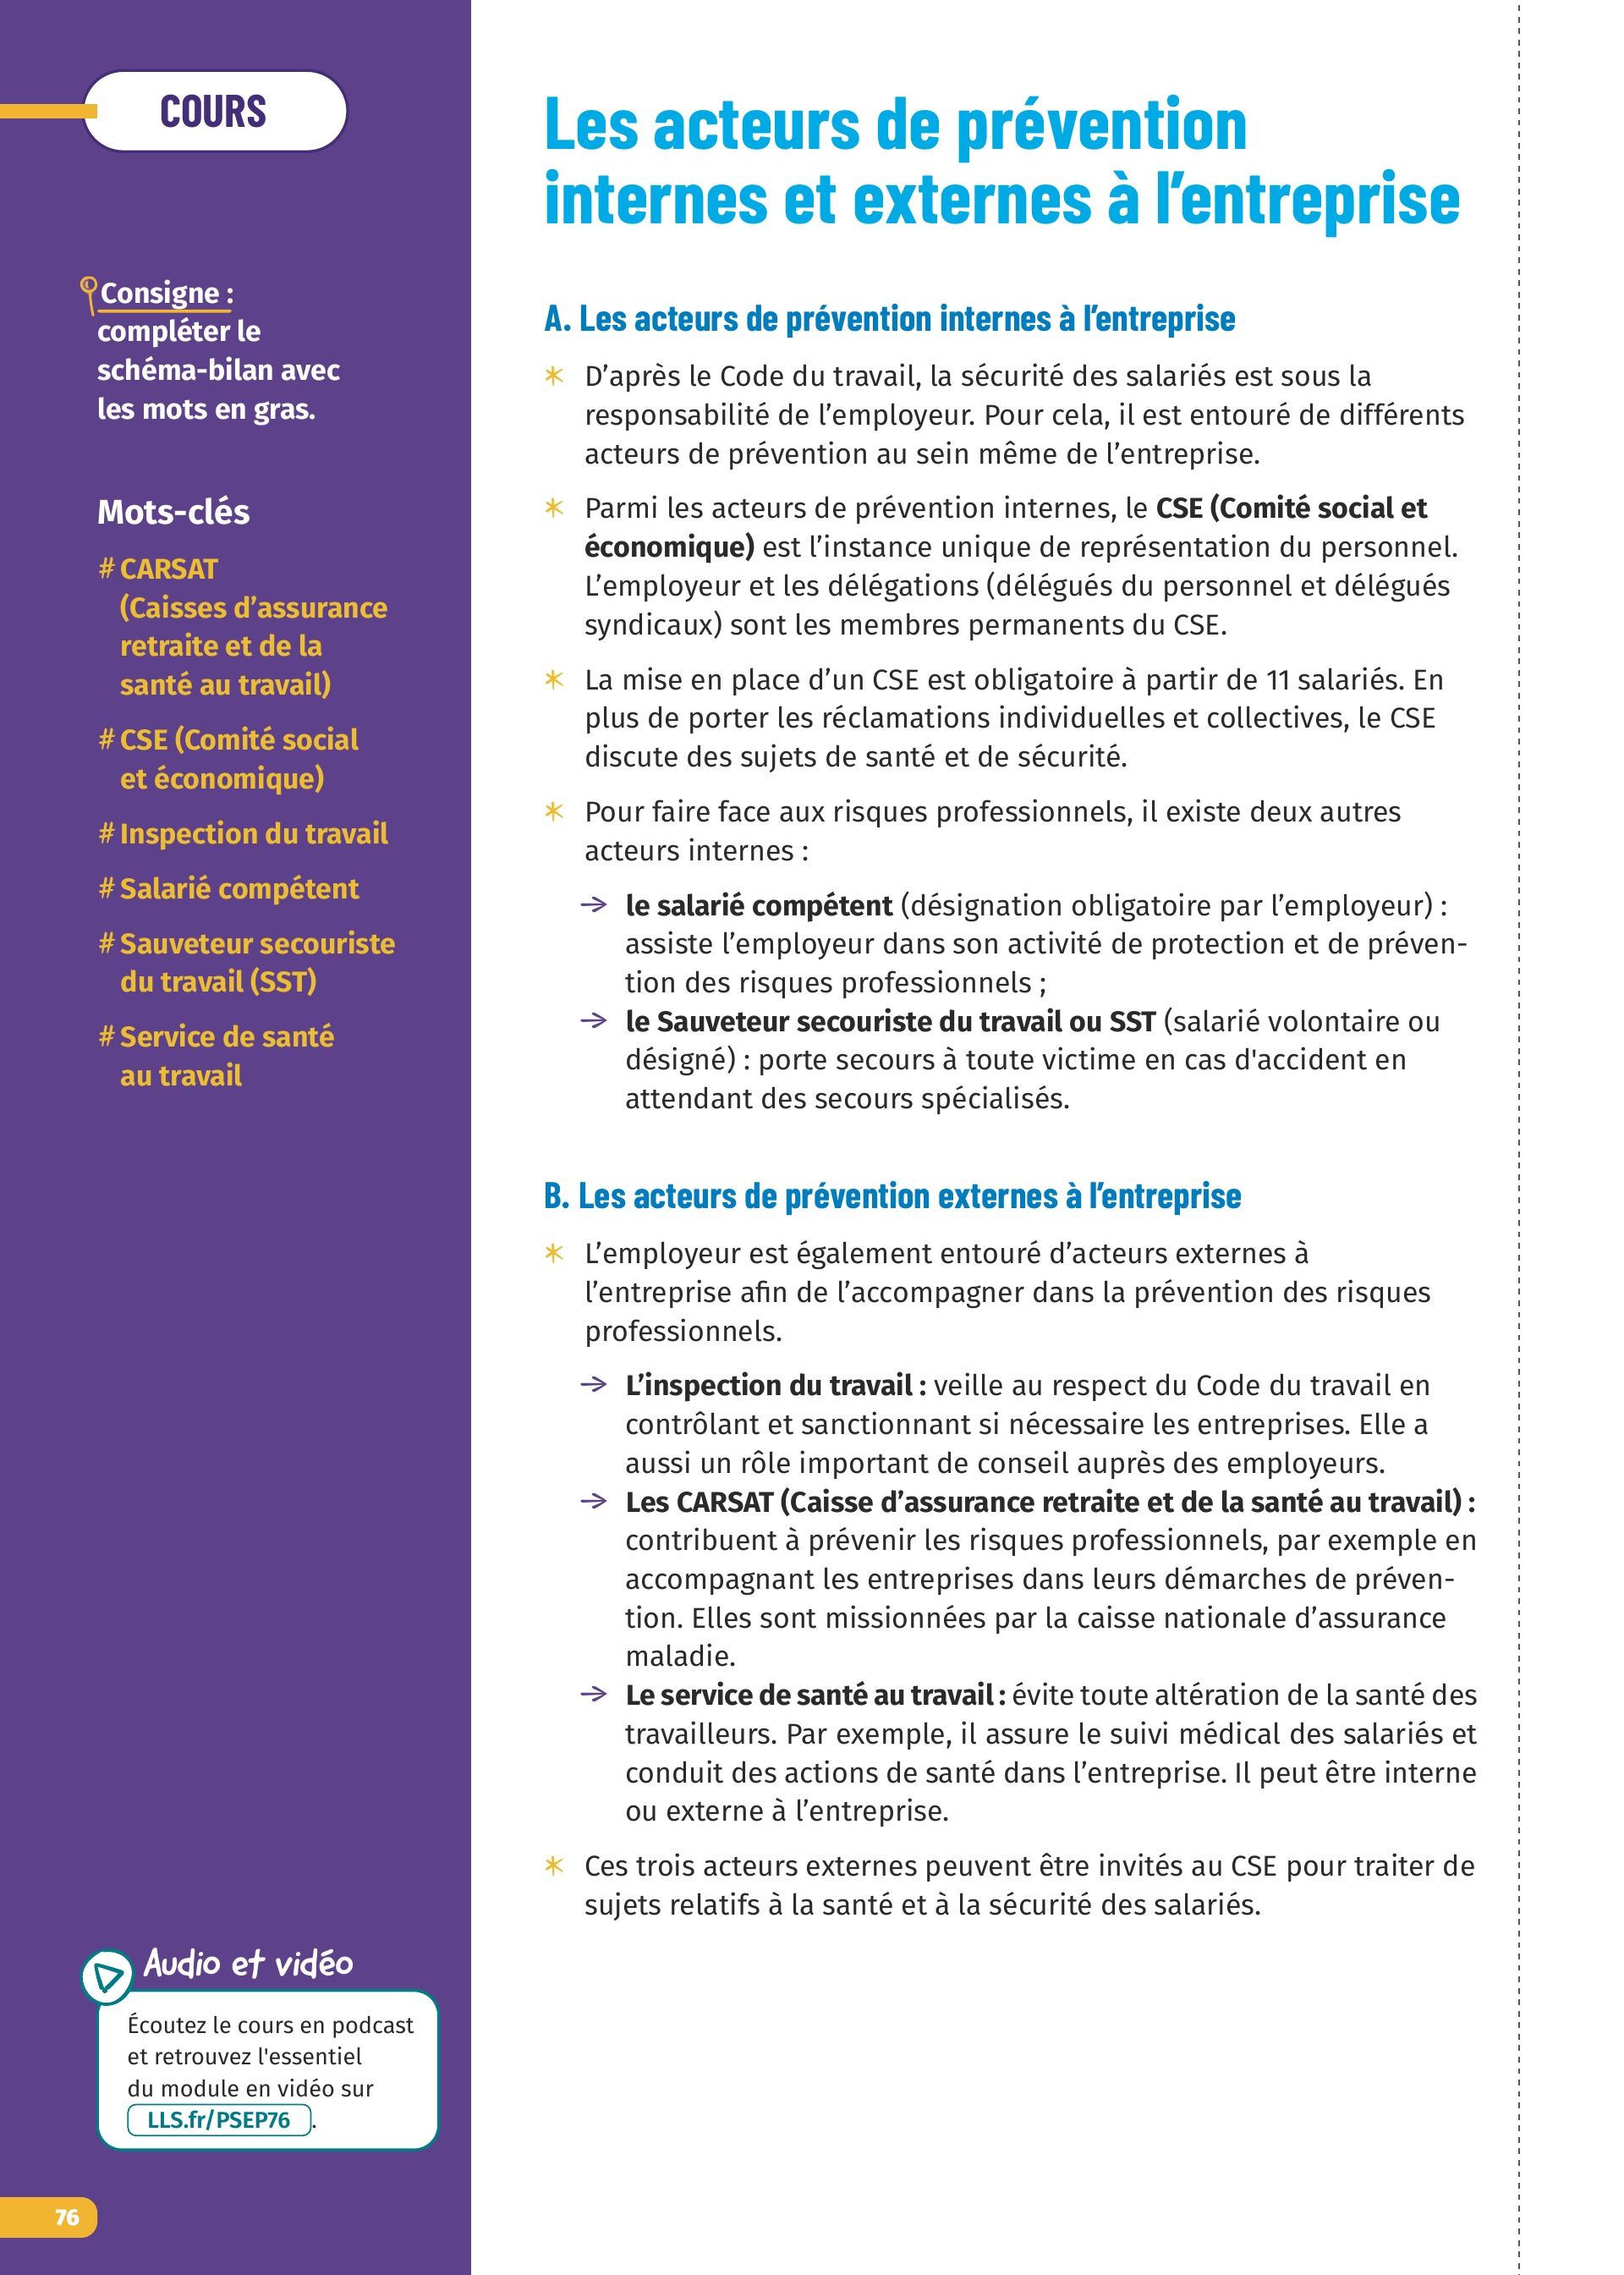 COURS
Consigne :
compléter le
schéma-bilan avec
les mots en gras.
Mots-clés
# CARSAT
(Caisses d’assurance
retraite et de la
santé au travail)
# CSE (Comité social
et économique)
# Inspection du travail
# Salarié compétent
# Sauveteur secouriste
du travail (SST)
# Service de santé
au travail
Audio et vidéo
Écoutez le cours en podcast
et retrouvez l'essentiel
du module en vidéo sur
LLS.fr/PSEP76 .
76
Les acteurs de prévention
internes et externes à l’entreprise
A. Les acteurs de prévention internes à l’entreprise
* D’après le Code du travail, la sécurité des salariés est sous la
responsabilité de l’employeur. Pour cela, il est entouré de différents
acteurs de prévention au sein même de l’entreprise.
* Parmi les acteurs de prévention internes, le CSE (Comité social et
économique) est l’instance unique de représentation du personnel.
L’employeur et les délégations (délégués du personnel et délégués
syndicaux) sont les membres permanents du CSE.
* La mise en place d’un CSE est obligatoire à partir de 11 salariés. En
plus de porter les réclamations individuelles et collectives, le CSE
discute des sujets de santé et de sécurité.
* Pour faire face aux risques professionnels, il existe deux autres
acteurs internes :
→ le salarié compétent (désignation obligatoire par l’employeur) :
assiste l’employeur dans son activité de protection et de préven-
tion des risques professionnels ;
→ le Sauveteur secouriste du travail ou SST (salarié volontaire ou
désigné) : porte secours à toute victime en cas d'accident en
attendant des secours spécialisés.
B. Les acteurs de prévention externes à l’entreprise
* L’employeur est également entouré d’acteurs externes à
l’entreprise afin de l’accompagner dans la prévention des risques
professionnels.
→ L’inspection du travail : veille au respect du Code du travail en
contrôlant et sanctionnant si nécessaire les entreprises. Elle a
aussi un rôle important de conseil auprès des employeurs.
→ Les CARSAT (Caisse d’assurance retraite et de la santé au travail) :
contribuent à prévenir les risques professionnels, par exemple en
accompagnant les entreprises dans leurs démarches de préven-
tion. Elles sont missionnées par la caisse nationale d’assurance
maladie.
→ Le service de santé au travail : évite toute altération de la santé des
travailleurs. Par exemple, il assure le suivi médical des salariés et
conduit des actions de santé dans l’entreprise. Il peut être interne
ou externe à l’entreprise.
* Ces trois acteurs externes peuvent être invités au CSE pour traiter de
sujets relatifs à la santé et à la sécurité des salariés.